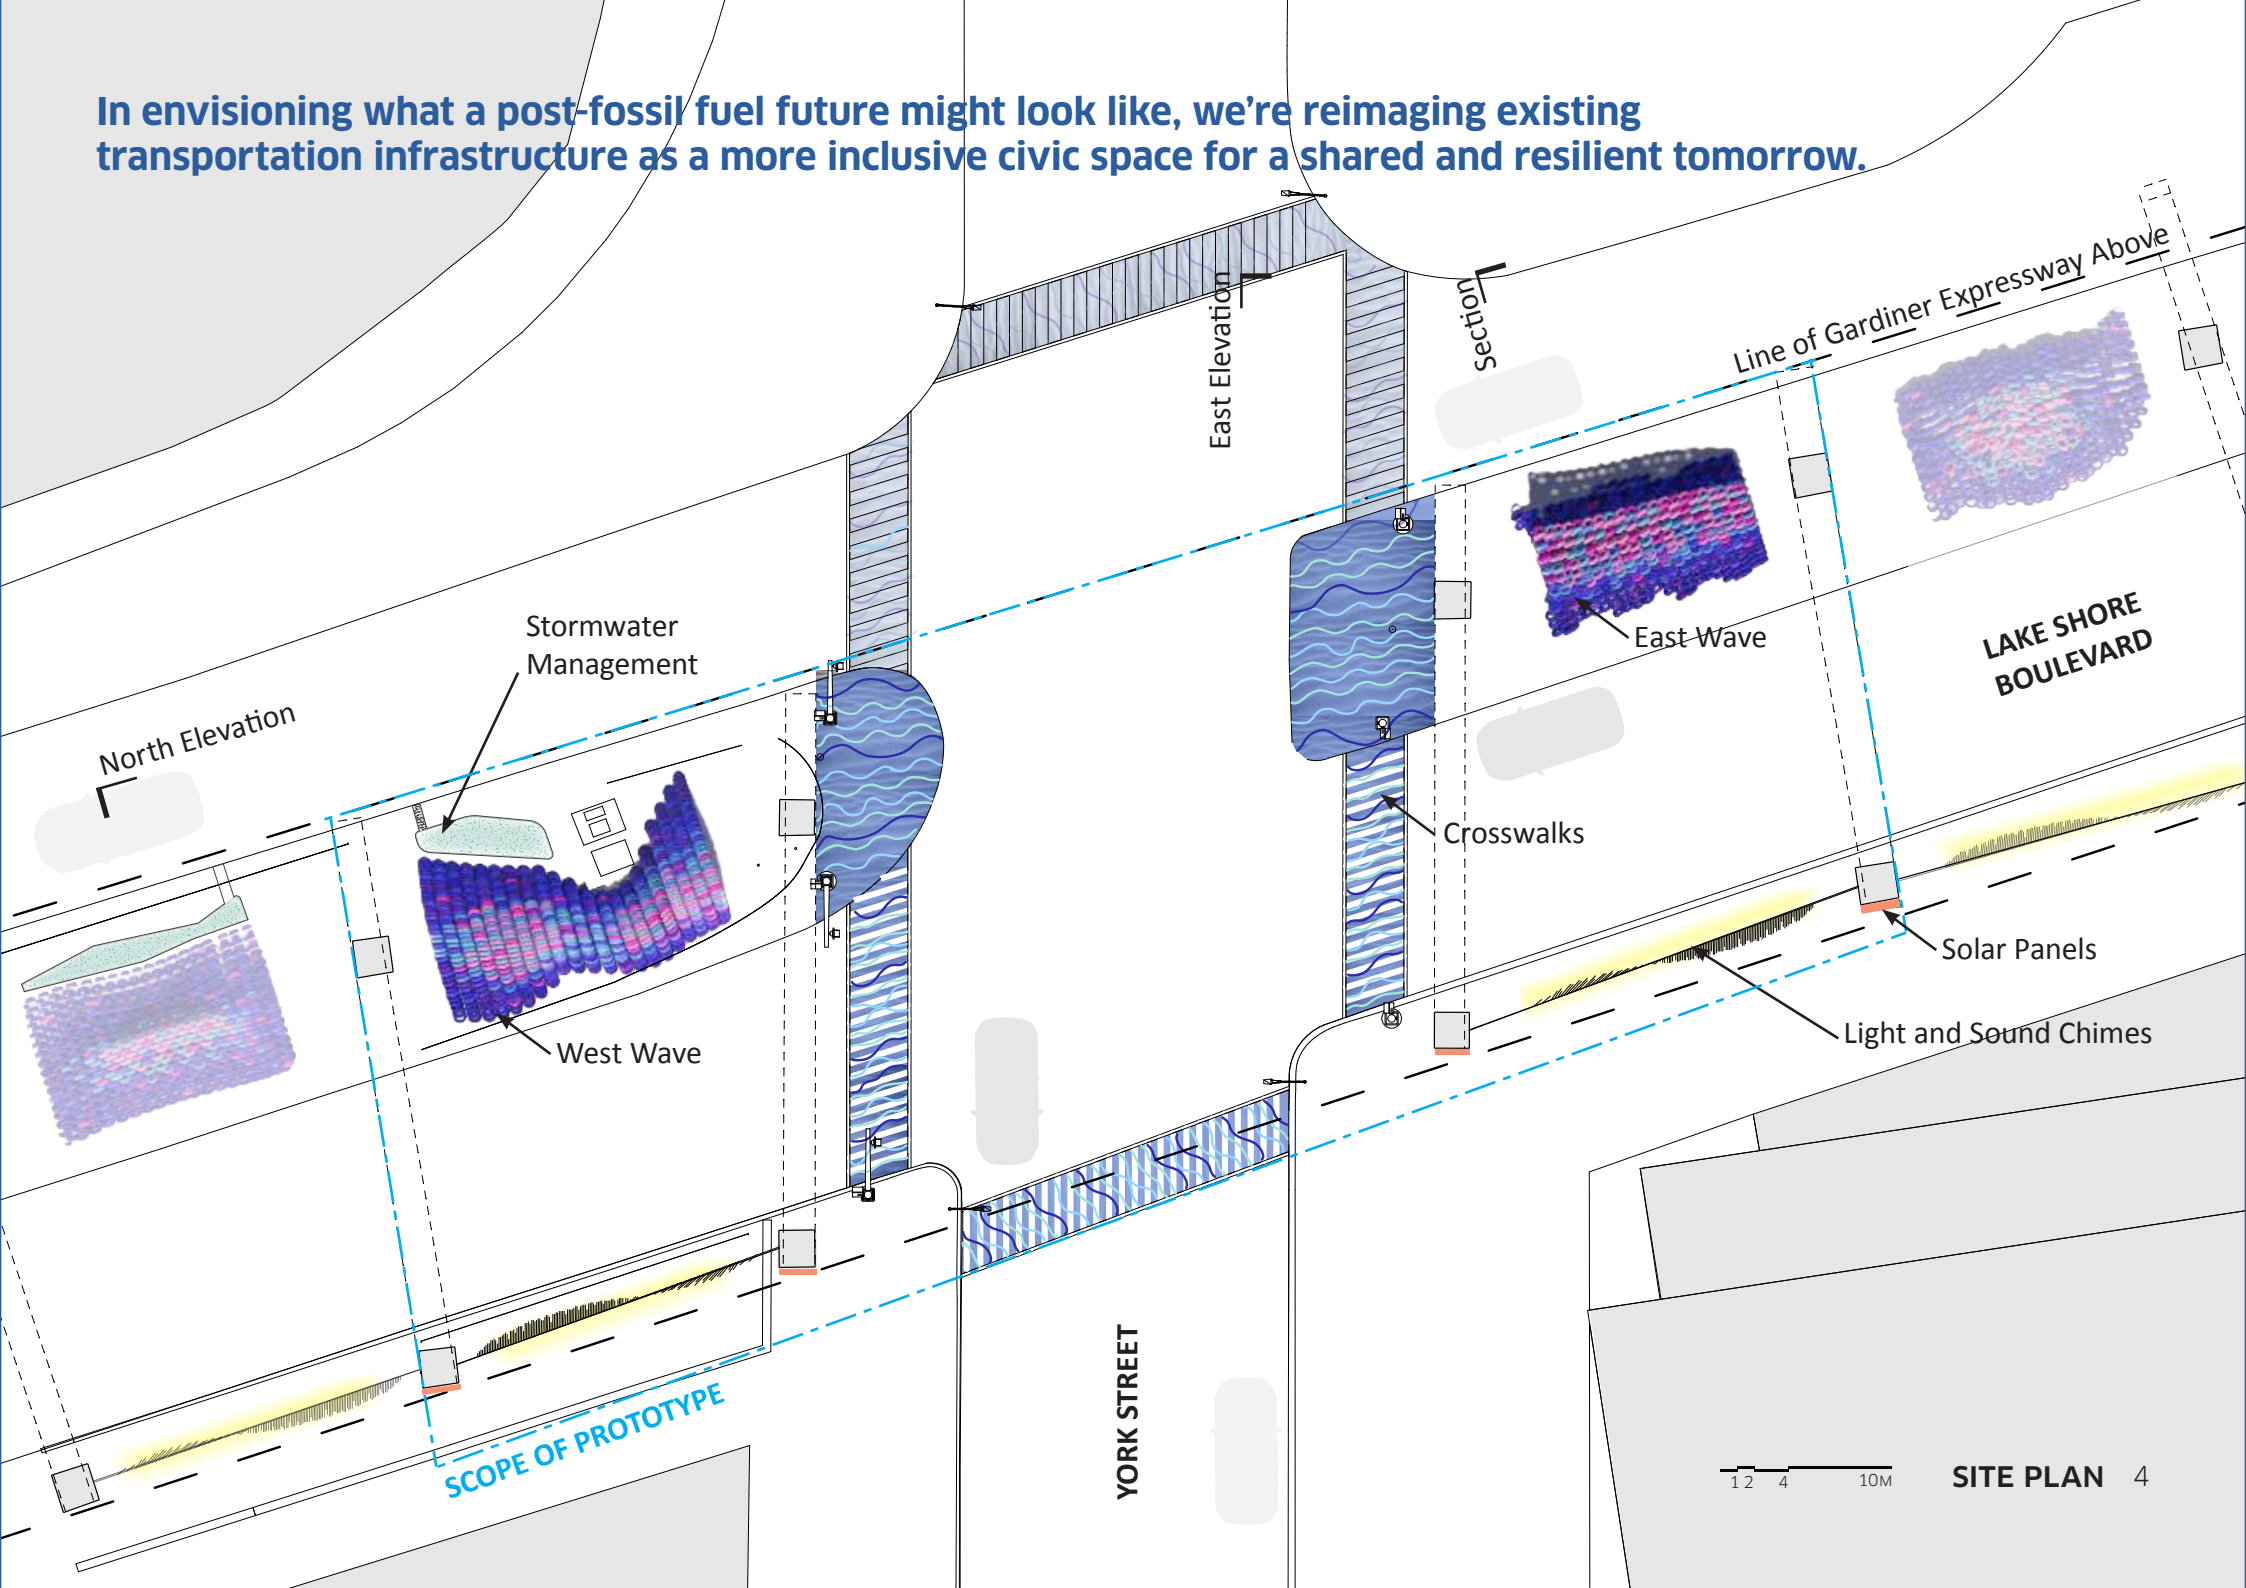 In envisioning what a post-fossil fuel future might look like, we're reimaging existing
transportation infrastructure as a more inclusive civic space for a shared and resilient tomorrow.
East Elevation
Section
Line of Gardiner Expressway Above
Stormwater
Management
East Wave
LAKE SHORE
BOULEVARD
North Elevation
Crosswalks
Solar Panels
Light and Sound Chimes
West Wave
SCOPE OF PROTOTYPE
YORK STREET
1 2 4 10M
SITE PLAN 4